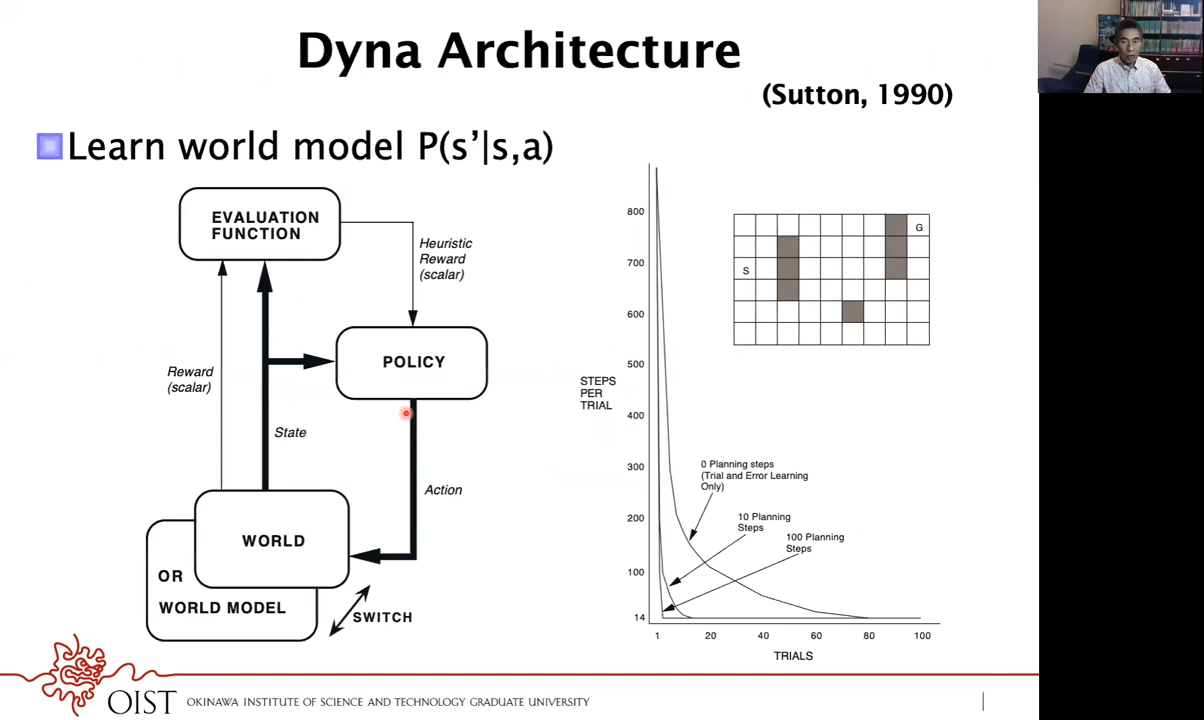 Dyna Architecture
(Sutton, 1990)
Learn world model P(s’|s,a)
EVALUATION
FUNCTION
Heuristic
Reward
(scalar)
POLICY
Reward
(scalar)
State
Action
WORLD
OR
WORLD MODEL
SWITCH
800
700
600
500
400
300
200
100
14
STEPS
PER
TRIAL
G
S
0 Planning steps
(Trial and Error Learning
Only)
10 Planning
Steps
100 Planning
Steps
1 20 40 60 80 100
TRIALS
OIST OKINAWA INSTITUTE OF SCIENCE AND TECHNOLOGY GRADUATE UNIVERSITY